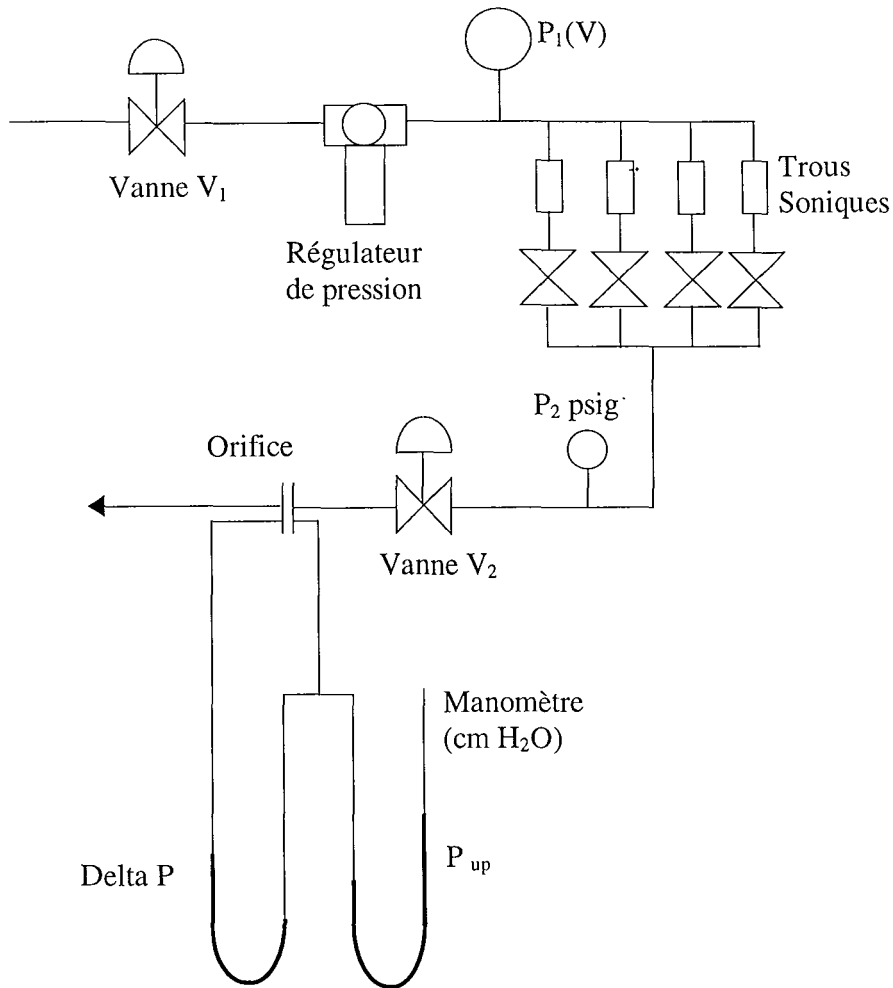 P₁(V)
Vanne V₁
Trous
Soniques
Régulateur
de pression
P₂ psig
Orifice
Vanne V₂
Manomètre
(cm H₂O)
Delta P
P up